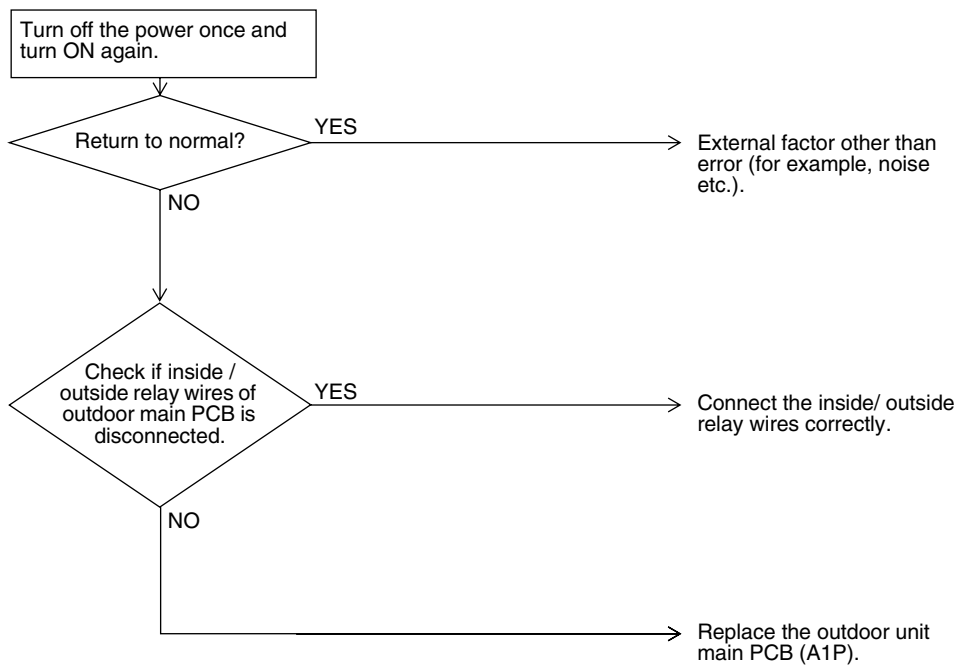 Turn off the power once and
turn ON again.
Return to normal?
YES
External factor other than
error (for example, noise
etc.).
NO
Check if inside /
outside relay wires of
outdoor main PCB is
disconnected.
YES
Connect the inside/ outside
relay wires correctly.
NO
Replace the outdoor unit
main PCB (A1P).